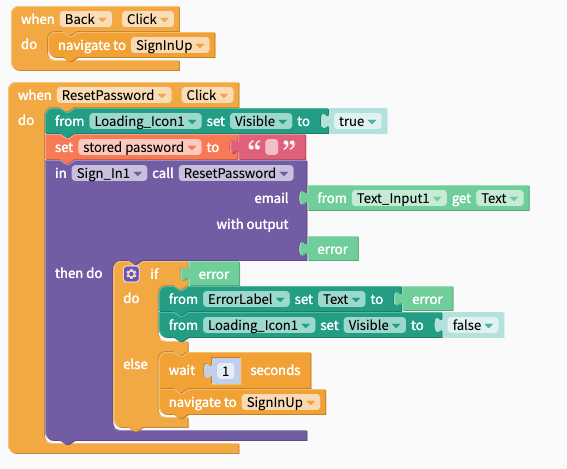 when Back Click
do navigate to SignInUp
when ResetPassword Click
do from Loading_Icon1 set Visible to true
set stored password to “ ”
in Sign_In1 call ResetPassword
email from Text_Input1 get Text
with output
error
then do if error
do from ErrorLabel set Text to error
from Loading_Icon1 set Visible to false
else wait 1 seconds
navigate to SignInUp